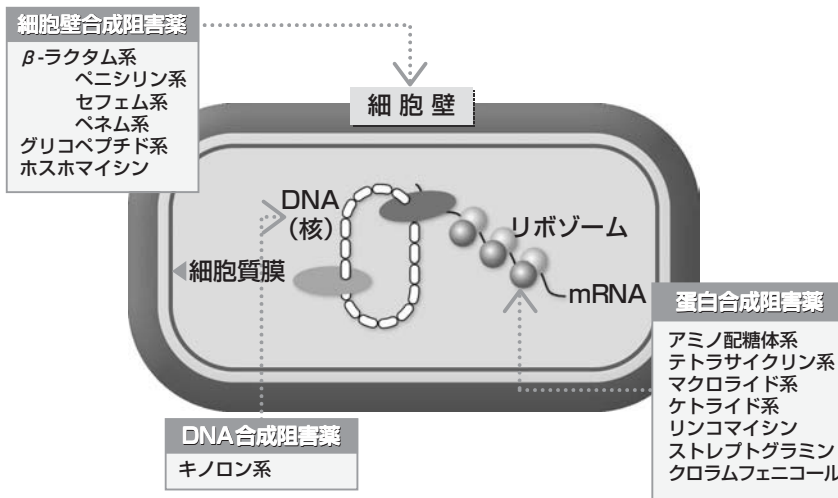 細胞壁合成阻害薬
β-ラクタム系
ペニシリン系
セフェム系
ペネム系
グリコペプチド系
ホスホマイシン
細胞壁
DNA
(核)
リボゾーム
細胞質膜
mRNA
蛋白合成阻害薬
アミノ配糖体系
テトラサイクリン系
マクロライド系
ケトライド系
リンコマイシン
ストレプトグラミン
クロラムフェニコール
DNA合成阻害薬
キノロン系